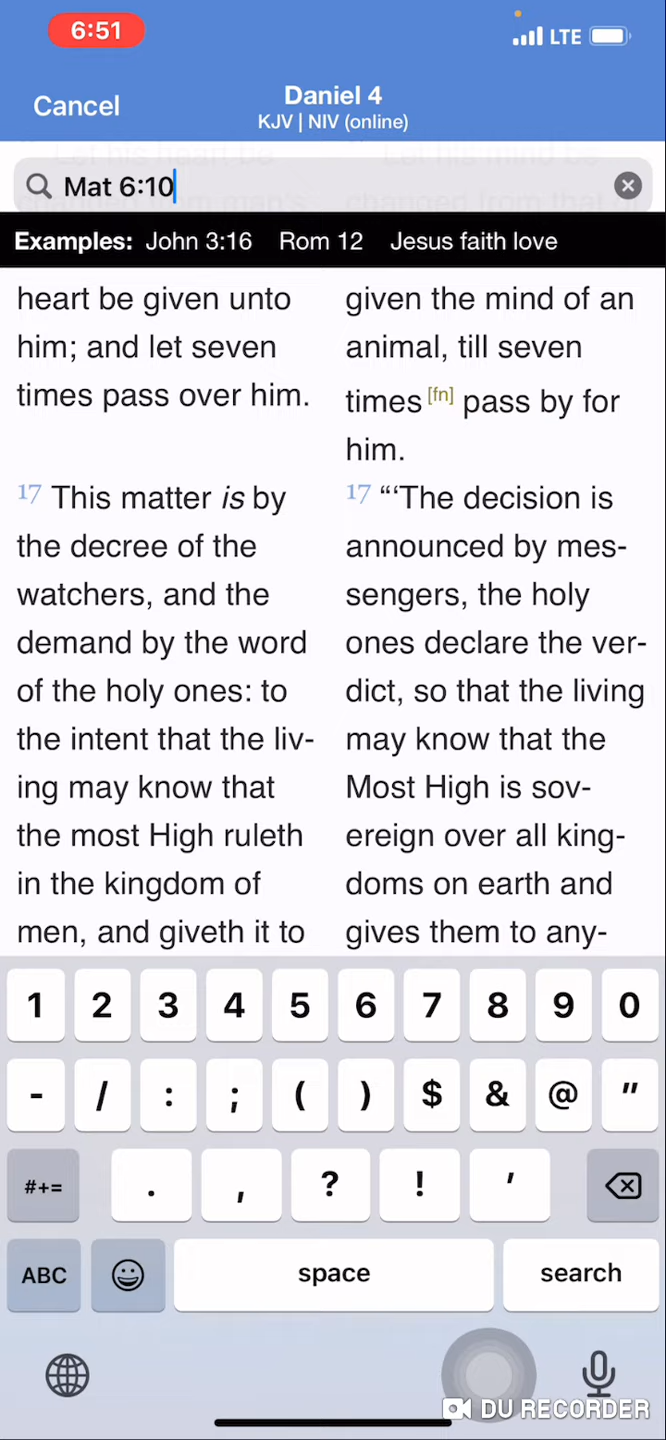 6:51
LTE
Cancel
Daniel 4
KJV | NIV (online)
Mat 6:10
Examples: John 3:16 Rom 12 Jesus faith love
heart be given unto
him; and let seven
times pass over him.
17 This matter is by
the decree of the
watchers, and the
demand by the word
of the holy ones: to
the intent that the liv-
ing may know that
the most High ruleth
in the kingdom of
men, and giveth it to
given the mind of an
animal, till seven
times [fn] pass by for
him.
17 “‘The decision is
announced by mes-
sengers, the holy
ones declare the ver-
dict, so that the living
may know that the
Most High is sov-
ereign over all king-
doms on earth and
gives them to any-
1 2 3 4 5 6 7 8 9 0
- / : ; ( ) $ & @ "
#+= . , ? ! '
ABC space search
DU RECORDER